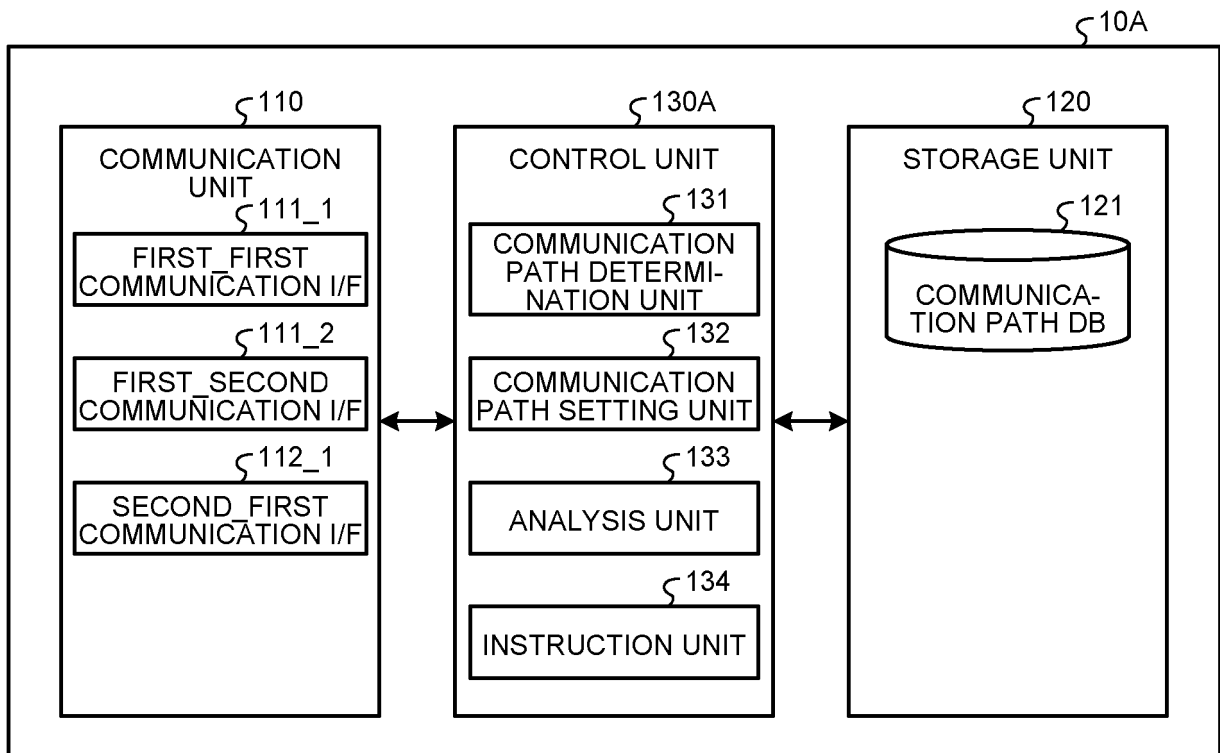 10A
110
COMMUNICATION
UNIT
111_1
FIRST_FIRST
COMMUNICATION I/F
111_2
FIRST_SECOND
COMMUNICATION I/F
112_1
SECOND_FIRST
COMMUNICATION I/F
130A
CONTROL UNIT
131
COMMUNICATION
PATH DETERMI-
NATION UNIT
132
COMMUNICATION
PATH SETTING UNIT
133
ANALYSIS UNIT
134
INSTRUCTION UNIT
120
STORAGE UNIT
121
COMMUNICA-
TION PATH DB